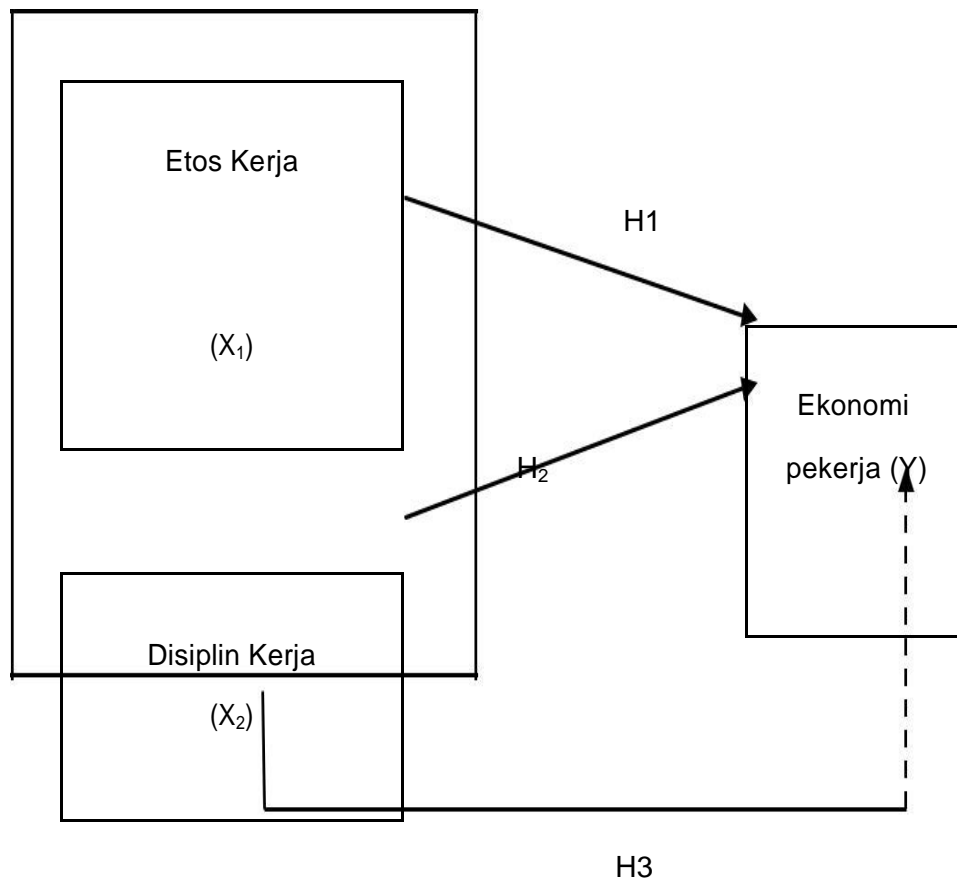 Etos Kerja
H1
(X₁)
Ekonomi
pekerja (Y)
H₂
Disiplin Kerja
(X₂)
H3